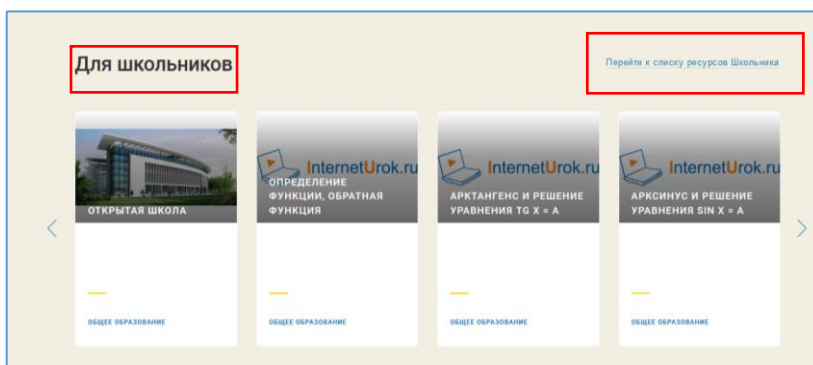 Для школьников
Перейти к списку ресурсов Школьника
ОТКРЫТАЯ ШКОЛА
InternetUrok.ru
ОПРЕДЕЛЕНИЕ
ФУНКЦИИ, ОБРАТНАЯ
ФУНКЦИЯ
InternetUrok.ru
АРКТАНГЕНС И РЕШЕНИЕ
УРАВНЕНИЯ TG X = A
InternetUrok.ru
АРКСИНУС И РЕШЕНИЕ
УРАВНЕНИЯ SIN X = A
ОБЩЕЕ ОБРАЗОВАНИЕ
ОБЩЕЕ ОБРАЗОВАНИЕ
ОБЩЕЕ ОБРАЗОВАНИЕ
ОБЩЕЕ ОБРАЗОВАНИЕ